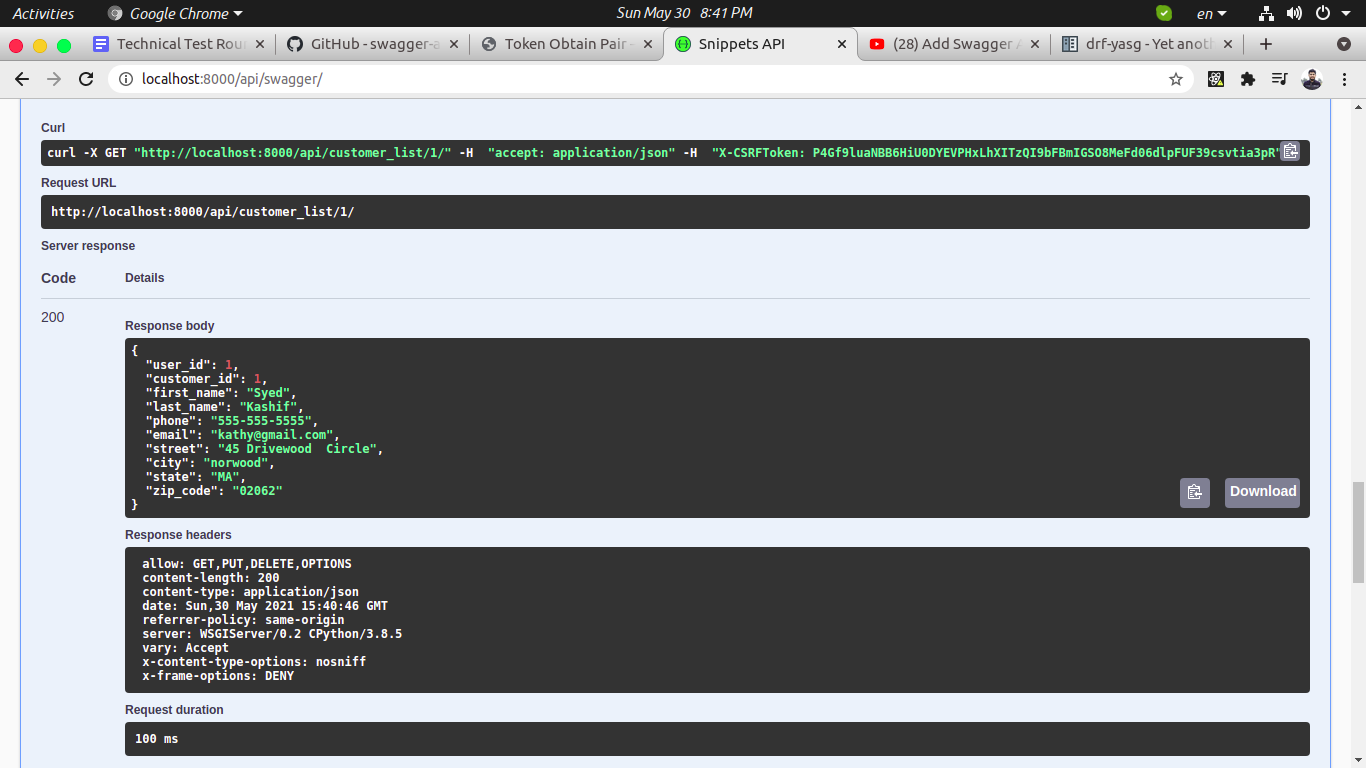 Activities Google Chrome Sun May 30 8:41 PM en
Technical Test Rou GitHub - swagger-a Token Obtain Pair - Snippets API (28) Add Swagger A drf-yasg - Yet anoth
localhost:8000/api/swagger/
Curl
curl -X GET "http://localhost:8000/api/customer_list/1/" -H  "accept: application/json" -H  "X-CSRFToken: P4Gf9luaNBB6HiU0DYEVPHxLhXITzQI9bFBmIGSO8MeFd06dlpFUF39csvtia3pR"
Request URL
http://localhost:8000/api/customer_list/1/
Server response
Code Details
200
Response body
{
  "user_id": 1,
  "customer_id": 1,
  "first_name": "Syed",
  "last_name": "Kashif",
  "phone": "555-555-5555",
  "email": "kathy@gmail.com",
  "street": "45 Drivewood  Circle",
  "city": "norwood",
  "state": "MA",
  "zip_code": "02062"
}
Download
Response headers
allow: GET,PUT,DELETE,OPTIONS
content-length: 200
content-type: application/json
date: Sun,30 May 2021 15:40:46 GMT
referrer-policy: same-origin
server: WSGIServer/0.2 CPython/3.8.5
vary: Accept
x-content-type-options: nosniff
x-frame-options: DENY
Request duration
100 ms